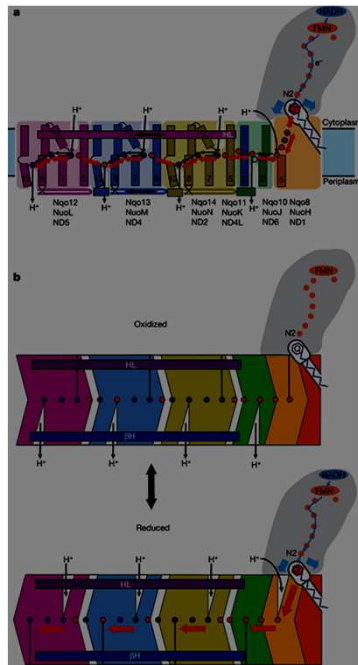 a
NADH
FMN
N2
H⁺ H⁺ H⁺ H⁺
Cytoplasm
HL
Periplasm
H⁺ H⁺ H⁺ H⁺
Nqo12 Nqo13 Nqo14 Nqo11 Nqo10 Nqo8
NuoL NuoM NuoN NuoK NuoJ NuoH
ND5 ND4 ND2 ND4L ND6 ND1
b
FMN
Oxidized
N2
HL
βH
H⁺ H⁺ H⁺ H⁺
NADH
FMN
Reduced
N2
H⁺ H⁺ H⁺ H⁺
HL
βH